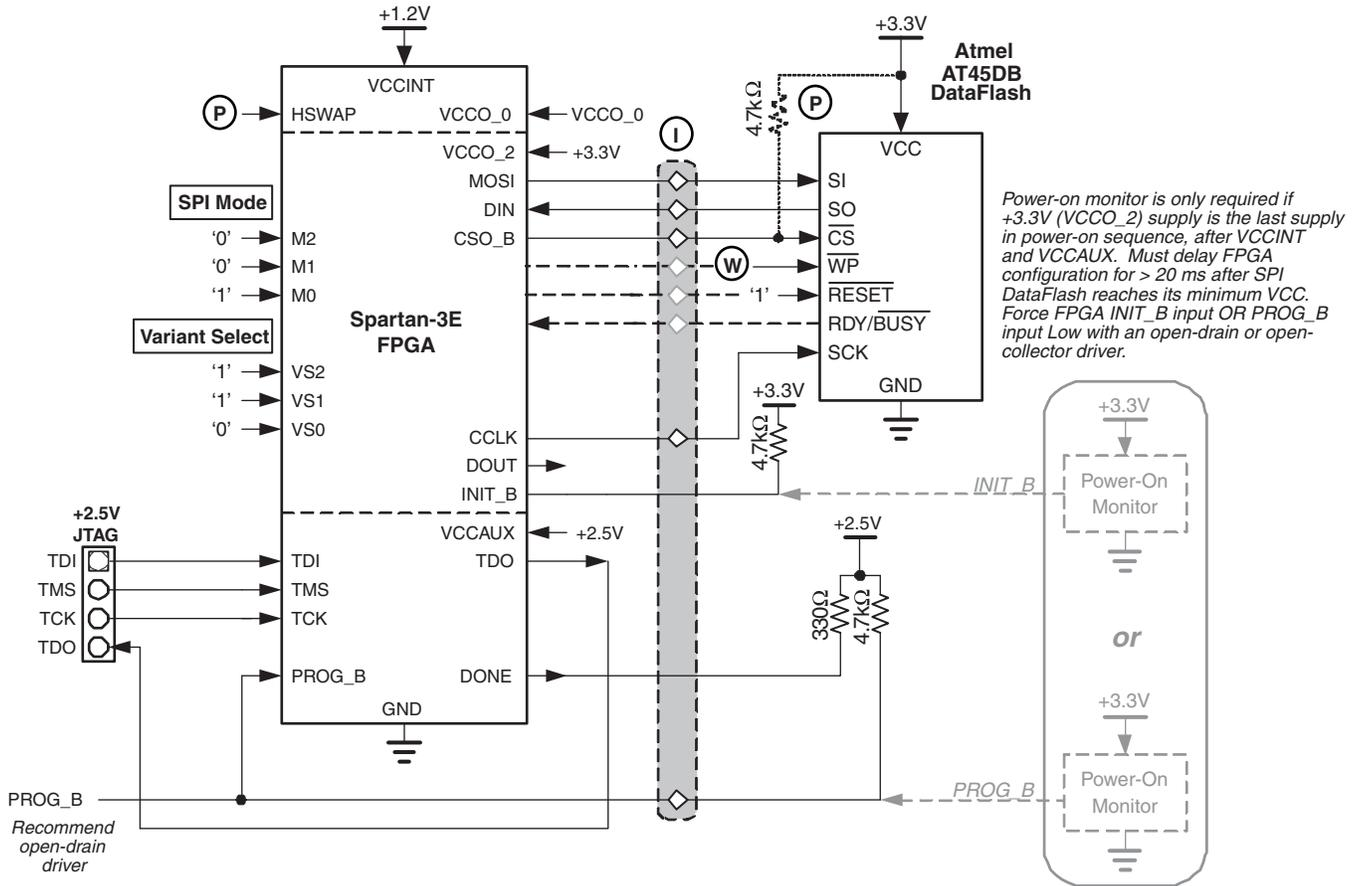 +1.2V
+3.3V
Atmel
AT45DB
DataFlash
VCCINT
P
HSWAP
VCCO_0
VCCO_0
4.7kΩ
P
I
VCC
VCCO_2
+3.3V
MOSI
SI
DIN
SO
SPI Mode
'0'
M2
CSO_B
CS
'0'
M1
W
WP
'1'
M0
'1'
RESET
Spartan-3E
FPGA
RDY/BUSY
Variant Select
SCK
'1'
VS2
'1'
VS1
'0'
VS0
GND
Power-on monitor is only required if
+3.3V (VCCO_2) supply is the last supply
in power-on sequence, after VCCINT
and VCCAUX.  Must delay FPGA
configuration for > 20 ms after SPI
DataFlash reaches its minimum VCC.
Force FPGA INIT_B input OR PROG_B
input Low with an open-drain or open-
collector driver.
+3.3V
4.7kΩ
CCLK
DOUT
INIT_B
INIT_B
+3.3V
Power-On
Monitor
+2.5V
JTAG
VCCAUX
+2.5V
+2.5V
TDI
TDI
TDO
TMS
TMS
TCK
TCK
TDO
330Ω
4.7kΩ
or
PROG_B
DONE
GND
+3.3V
Power-On
Monitor
PROG_B
PROG_B
Recommend
open-drain
driver